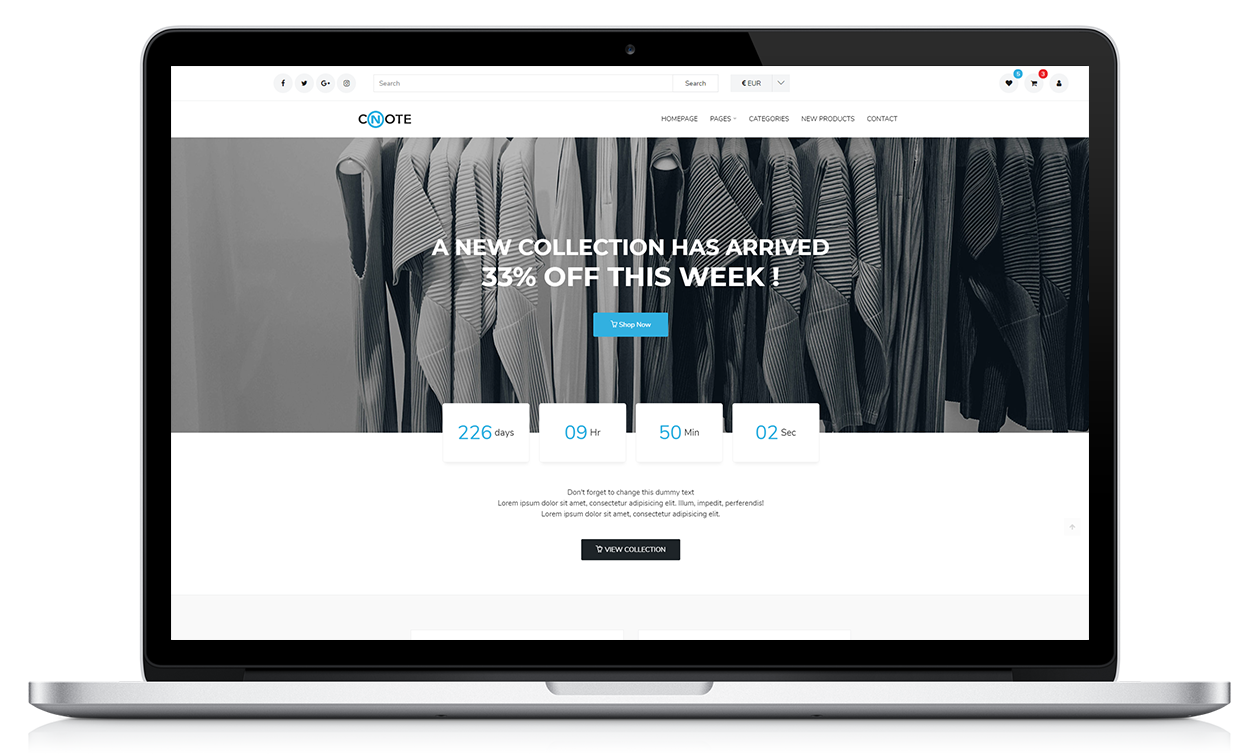 Search
Search
€ EUR
5
3
CNOTE
HOMEPAGE
PAGES
CATEGORIES
NEW PRODUCTS
CONTACT
A NEW COLLECTION HAS ARRIVED
33% OFF THIS WEEK !
Shop Now
226 days
09 Hr
50 Min
02 Sec
Don't forget to change this dummy text
Lorem ipsum dolor sit amet, consectetur adipisicing elit. Illum, impedit, perferendis!
Lorem ipsum dolor sit amet, consectetur adipisicing elit.
VIEW COLLECTION